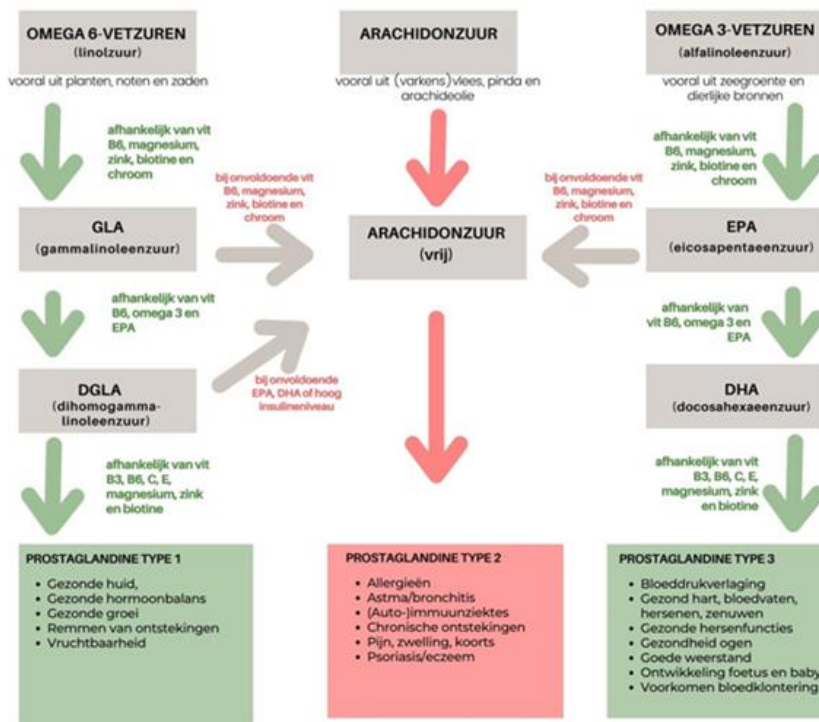 OMEGA 6-VETZUREN
(linolzuur)
vooral uit planten, noten en zaden
ARACHIDONZUUR
vooral uit (varkens)vlees, pinda en
arachideolie
OMEGA 3-VETZUREN
(alfalinoleenzuur)
vooral uit zeegroente en
dierlijke bronnen
afhankelijk van vit
B6, magnesium,
zink, biotine en
chroom
afhankelijk van vit
B6, magnesium,
zink, biotine en
chroom
GLA
(gammalinoleenzuur)
bij onvoldoende vit
B6, magnesium,
zink, biotine en
chroom
ARACHIDONZUUR
(vrij)
bij onvoldoende vit
B6, magnesium,
zink, biotine en
chroom
EPA
(eicosapentaeenzuur)
afhankelijk van vit
B6, omega 3 en
EPA
afhankelijk van
vit B6, omega 3 en
EPA
DGLA
(dihomogamma-
linoleenzuur)
bij onvoldoende
EPA, DHA of hoog
insulineniveau
DHA
(docosahexaeenzuur)
afhankelijk van vit
B3, B6, C, E,
magnesium, zink
en biotine
afhankelijk van vit
B3, B6, C, E,
magnesium, zink
en biotine
PROSTAGLANDINE TYPE 1
• Gezonde huid,
• Gezonde hormoonbalans
• Gezonde groei
• Remmen van ontstekingen
• Vruchtbaarheid
PROSTAGLANDINE TYPE 2
• Allergieën
• Astma/bronchitis
• (Auto-)immuunziektes
• Chronische ontstekingen
• Pijn, zwelling, koorts
• Psoriasis/eczeem
PROSTAGLANDINE TYPE 3
• Bloeddrukverlaging
• Gezond hart, bloedvaten,
hersenen, zenuwen
• Gezonde hersenfuncties
• Gezondheid ogen
• Goede weerstand
• Ontwikkeling foetus en baby
• Voorkomen bloedklontering